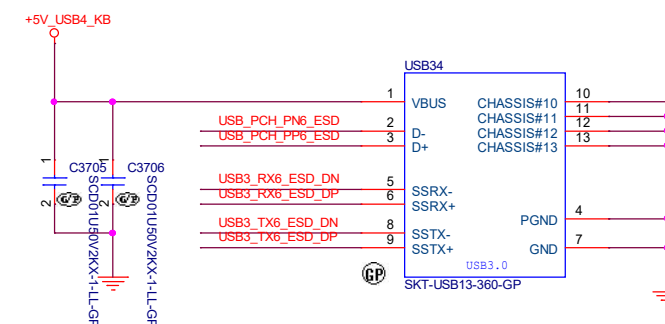 +5V_USB4_KB
USB34
1 VBUS CHASSIS#10 10
CHASSIS#11 11
USB_PCH_PN6_ESD 2 D- CHASSIS#12 12
USB_PCH_PP6_ESD 3 D+ CHASSIS#13 13
1 C3705 1 C3706
2 G/P 2 G/P
SCD01U50V2KX-1-LL-GP
SCD01U50V2KX-1-LL-GP
USB3_RX6_ESD_DN 5 SSRX-
USB3_RX6_ESD_DP 6 SSRX+
PGND 4
USB3_TX6_ESD_DN 8 SSTX-
USB3_TX6_ESD_DP 9 SSTX+ GND 7
USB3.0
GP
SKT-USB13-360-GP